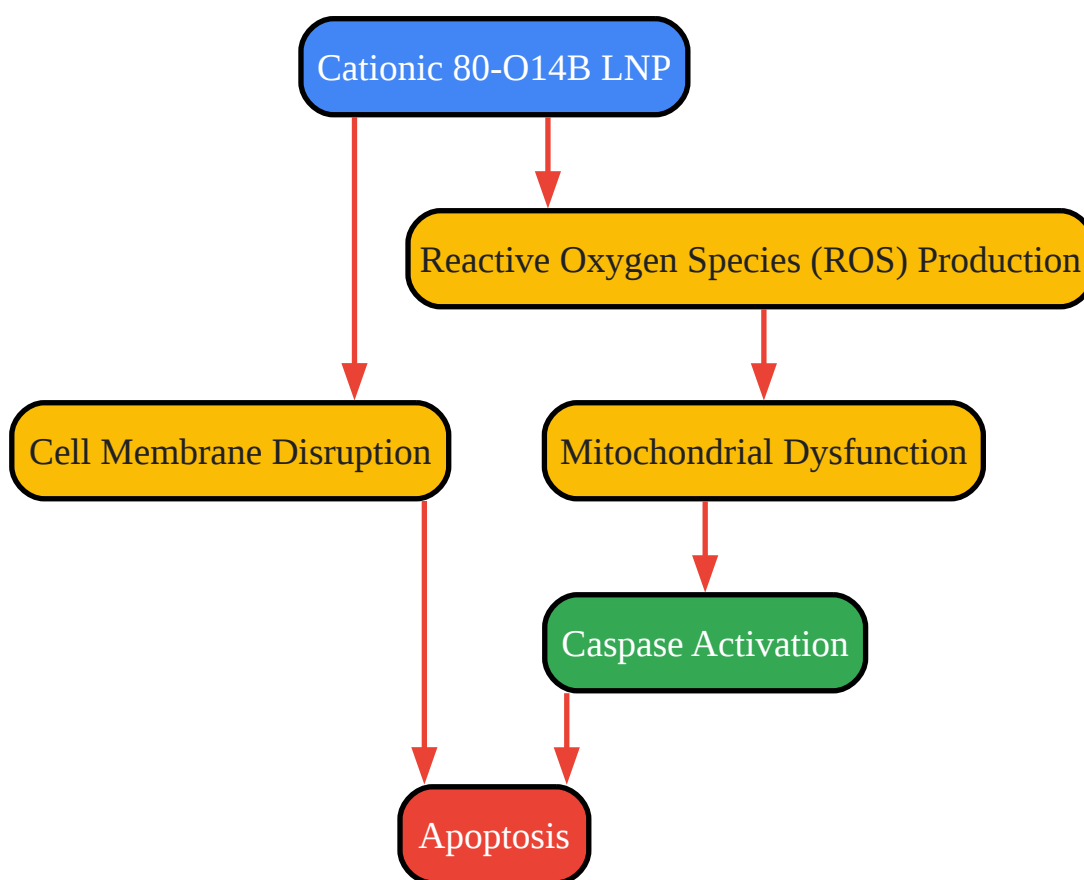 Cationic 80-O14B LNP
Reactive Oxygen Species (ROS) Production
Cell Membrane Disruption
Mitochondrial Dysfunction
Caspase Activation
Apoptosis